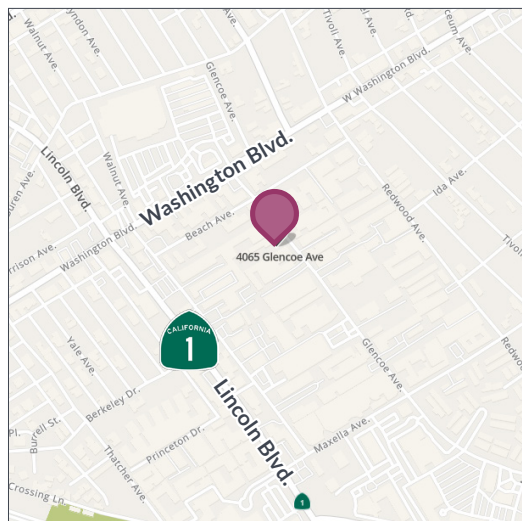 Walnut Ave.
Tivoli Ave.
Glencoe Ave.
W Washington Blvd.
Lincoln Blvd.
Walnut Ave.
Washington Blvd.
Beach Ave.
Redwood Ave.
Ida Ave.
Washington Blvd.
4065 Glencoe Ave
CALIFORNIA
1
Yale Ave.
Glencoe Ave.
Berkeley Dr.
Lincoln Blvd.
Burrell St.
Pl.
Princeton Dr.
Maxella Ave.
Thatcher Ave.
Crossing Ln.
1